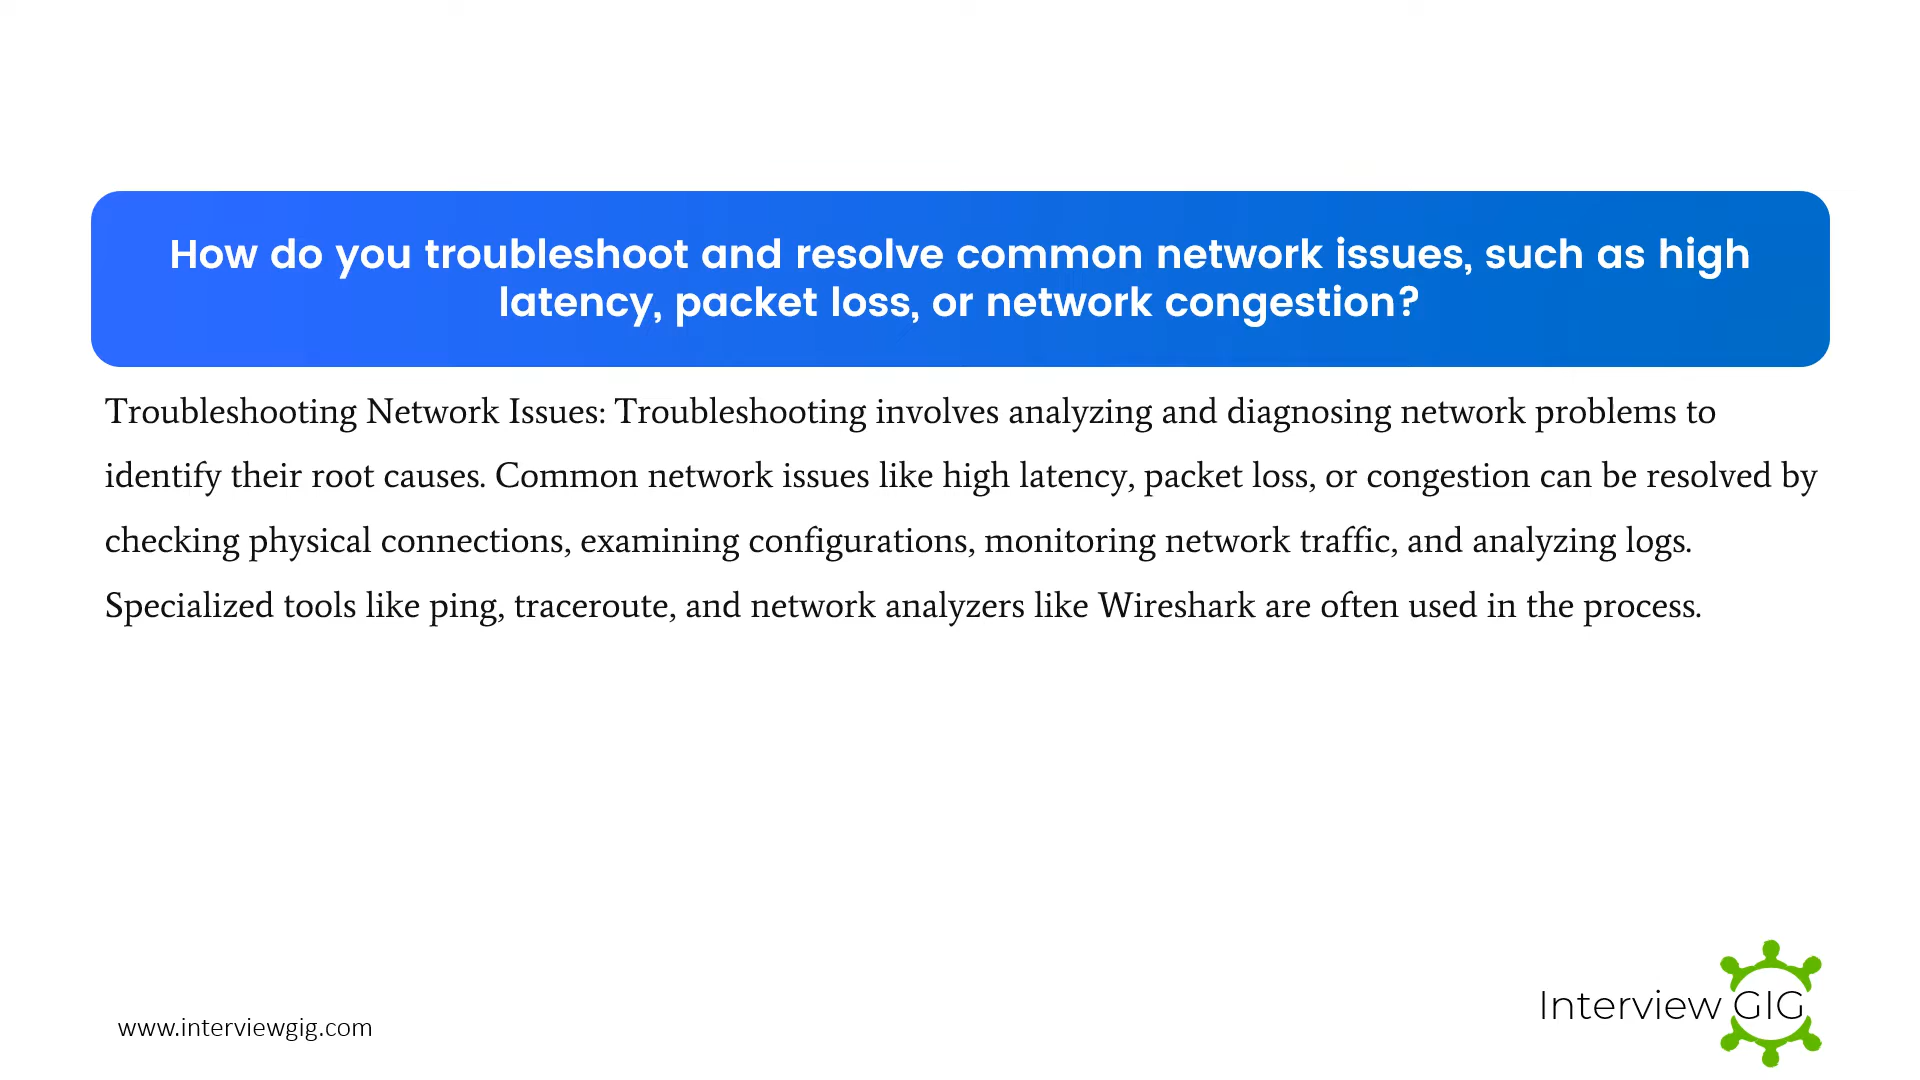 How do you troubleshoot and resolve common network issues, such as high
latency, packet loss, or network congestion?
Troubleshooting Network Issues: Troubleshooting involves analyzing and diagnosing network problems to
identify their root causes. Common network issues like high latency, packet loss, or congestion can be resolved by
checking physical connections, examining configurations, monitoring network traffic, and analyzing logs.
Specialized tools like ping, traceroute, and network analyzers like Wireshark are often used in the process.
www.interviewgig.com
Interview GIG